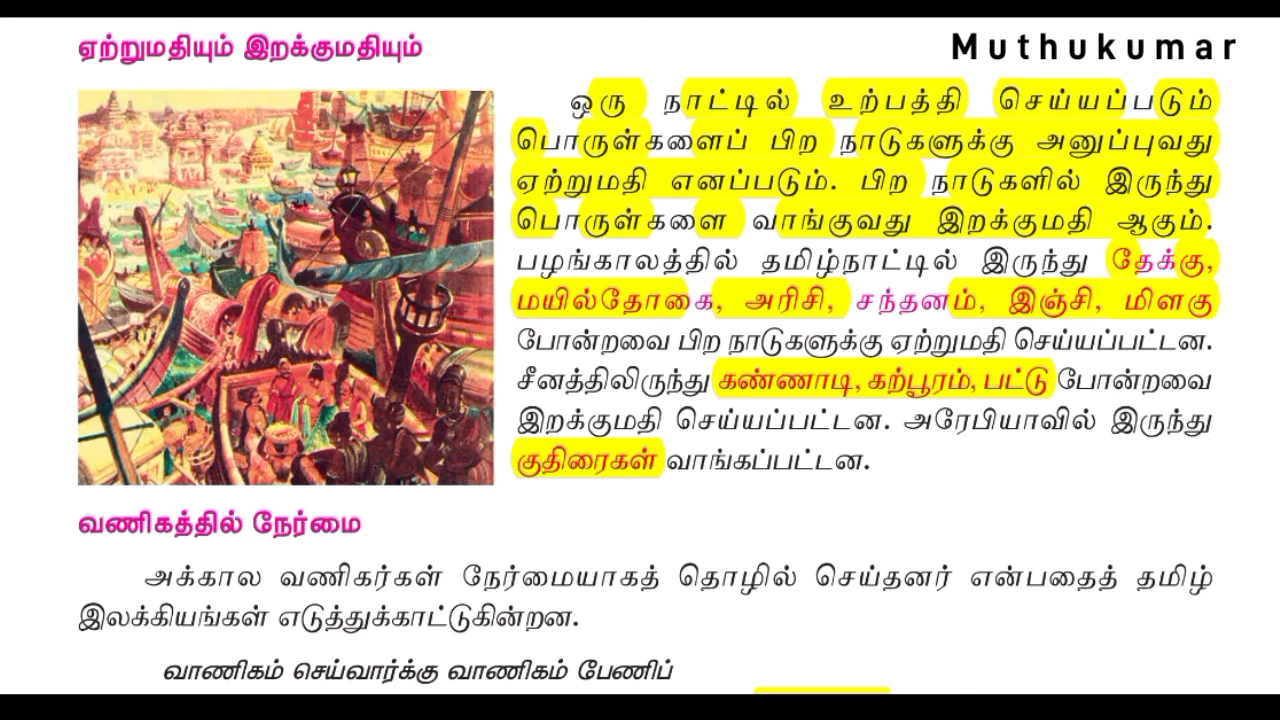 ஏற்றுமதியும் இறக்குமதியும்
Muthukumar
ஒரு நாட்டில் உற்பத்தி செய்யப்படும்
பொருள்களைப் பிற நாடுகளுக்கு அனுப்புவது
ஏற்றுமதி எனப்படும். பிற நாடுகளில் இருந்து
பொருள்களை வாங்குவது இறக்குமதி ஆகும்.
பழங்காலத்தில் தமிழ்நாட்டில் இருந்து தேக்கு,
மயில்தோகை, அரிசி, சந்தனம், இஞ்சி, மிளகு
போன்றவை பிற நாடுகளுக்கு ஏற்றுமதி செய்யப்பட்டன.
சீனத்திலிருந்து கண்ணாடி, கற்பூரம், பட்டு போன்றவை
இறக்குமதி செய்யப்பட்டன. அரேபியாவில் இருந்து
குதிரைகள் வாங்கப்பட்டன.
வணிகத்தில் நேர்மை
அக்கால வணிகர்கள் நேர்மையாகத் தொழில் செய்தனர் என்பதைத் தமிழ்
இலக்கியங்கள் எடுத்துக்காட்டுகின்றன.
வாணிகம் செய்வார்க்கு வாணிகம் பேணிப்